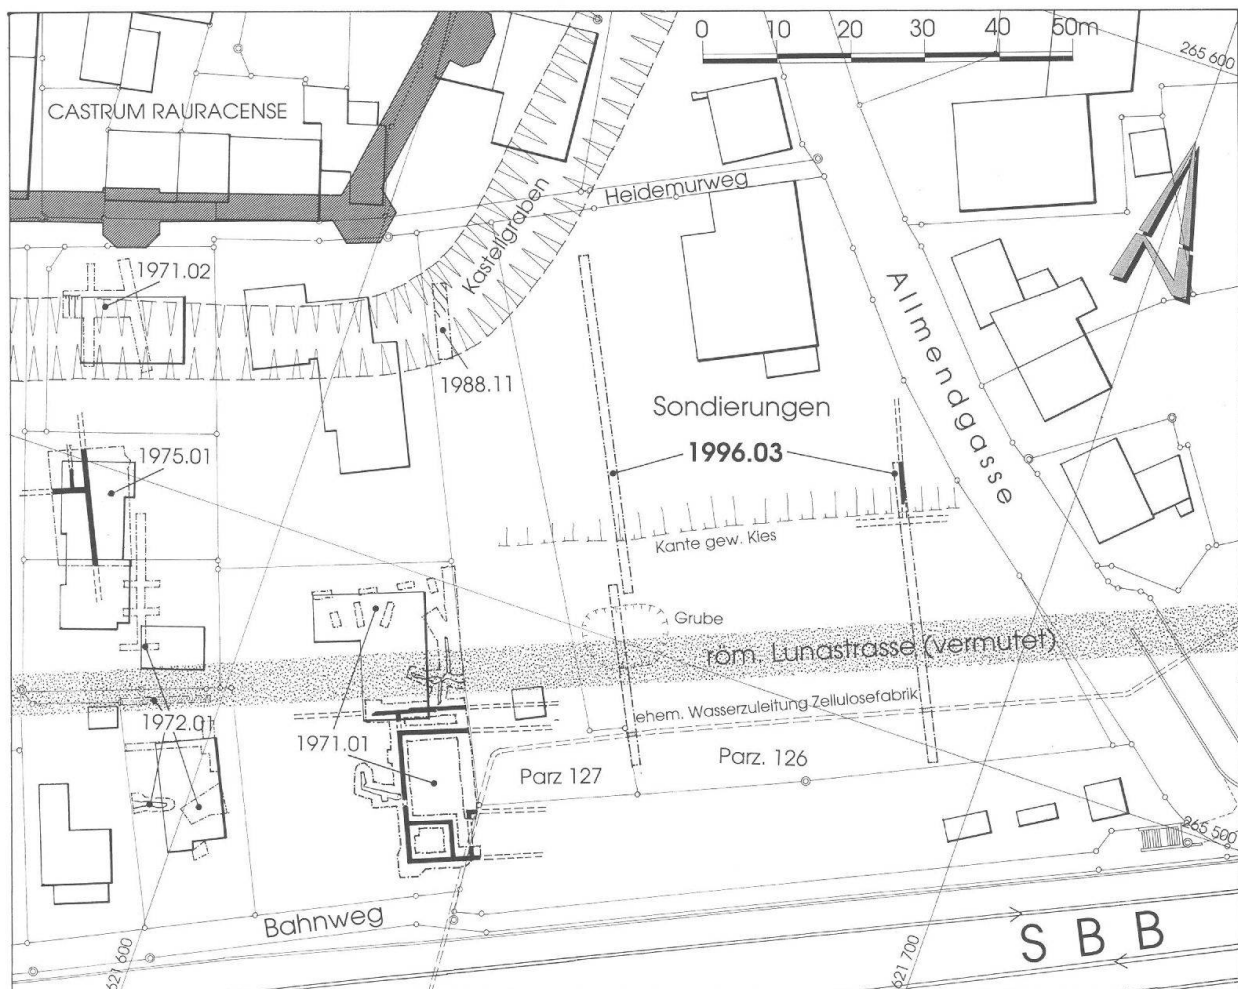 0 10 20 30 40 50m
265 600
CASTRUM RAURACENSE
Heidemurweg
Kastellgraben
1971.02
1988.11
Allmendgasse
Sondierungen
1996.03
1975.01
Kante gew. Kies
Grube
röm. Lunastrasse (vermutet)
ehem. Wasserzuleitung Zellulosefabrik
1972.01
1971.01
Parz 127
Parz. 126
265 500
Bahnweg
SBB
621 600
621 700